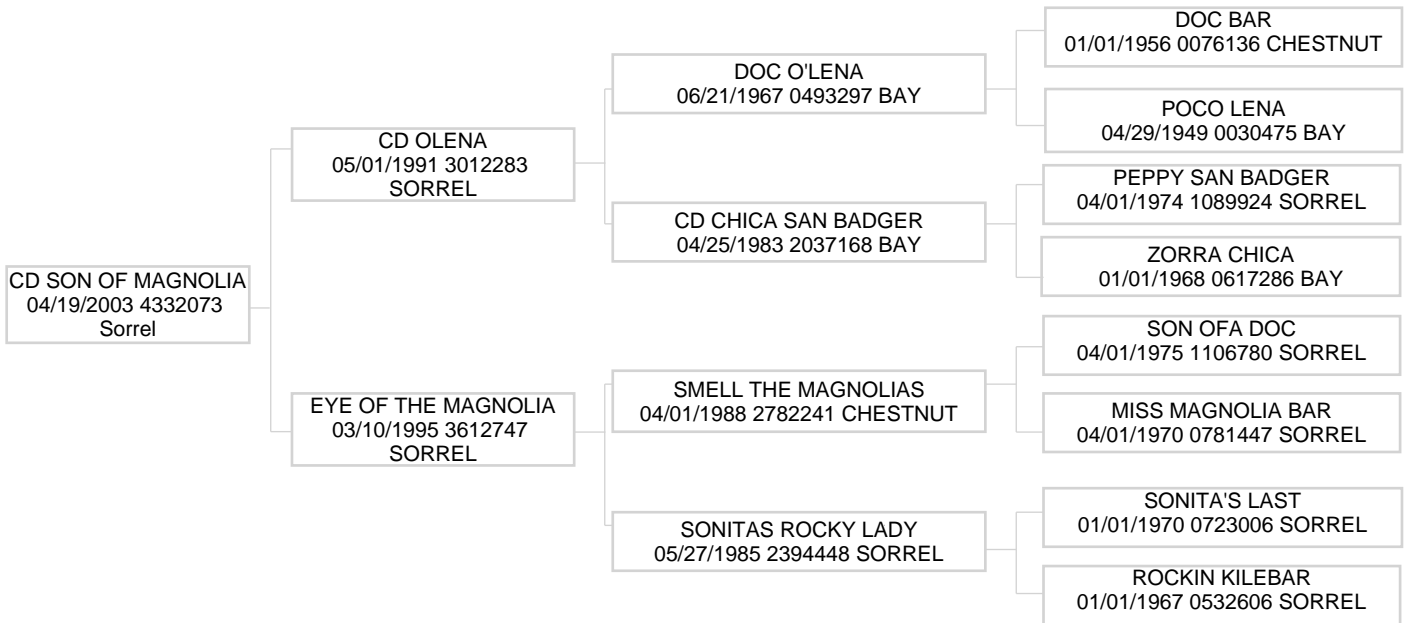 CD SON OF MAGNOLIA
04/19/2003 4332073
Sorrel
CD OLENA
05/01/1991 3012283
SORREL
EYE OF THE MAGNOLIA
03/10/1995 3612747
SORREL
DOC O'LENA
06/21/1967 0493297 BAY
CD CHICA SAN BADGER
04/25/1983 2037168 BAY
SMELL THE MAGNOLIAS
04/01/1988 2782241 CHESTNUT
SONITAS ROCKY LADY
05/27/1985 2394448 SORREL
DOC BAR
01/01/1956 0076136 CHESTNUT
POCO LENA
04/29/1949 0030475 BAY
PEPPY SAN BADGER
04/01/1974 1089924 SORREL
ZORRA CHICA
01/01/1968 0617286 BAY
SON OFA DOC
04/01/1975 1106780 SORREL
MISS MAGNOLIA BAR
04/01/1970 0781447 SORREL
SONITA'S LAST
01/01/1970 0723006 SORREL
ROCKIN KILEBAR
01/01/1967 0532606 SORREL